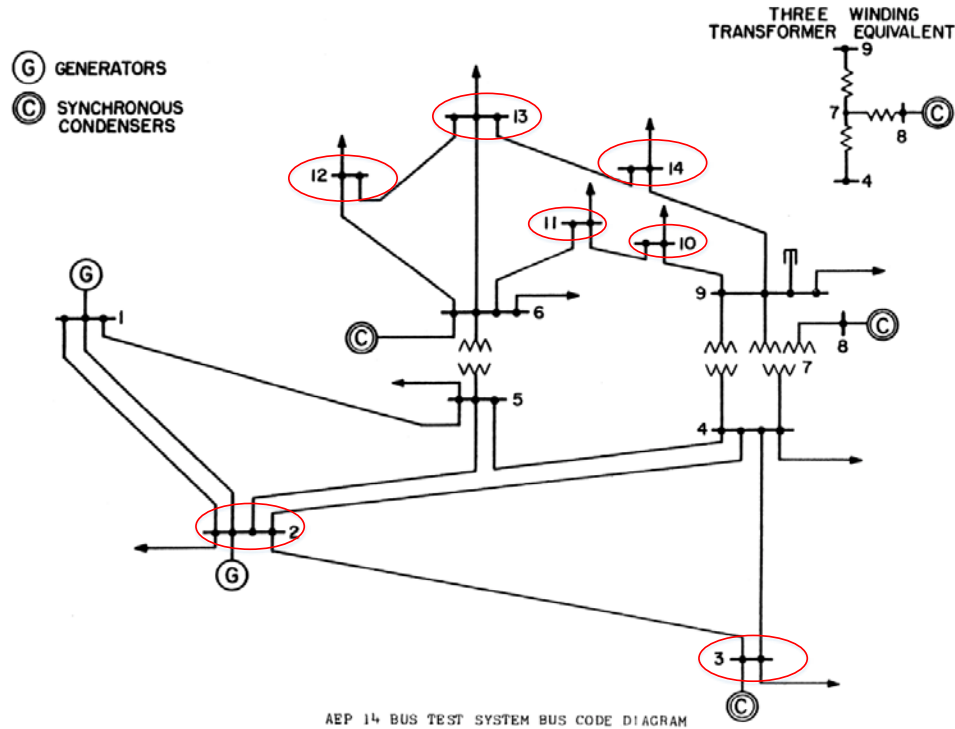 THREE WINDING
TRANSFORMER EQUIVALENT
G GENERATORS
C SYNCHRONOUS
CONDENSERS
9
7
C
8
4
13
12
14
11
10
G
1
6
9
C
8
C
7
5
4
2
G
3
C
AEP 14 BUS TEST SYSTEM BUS CODE DIAGRAM